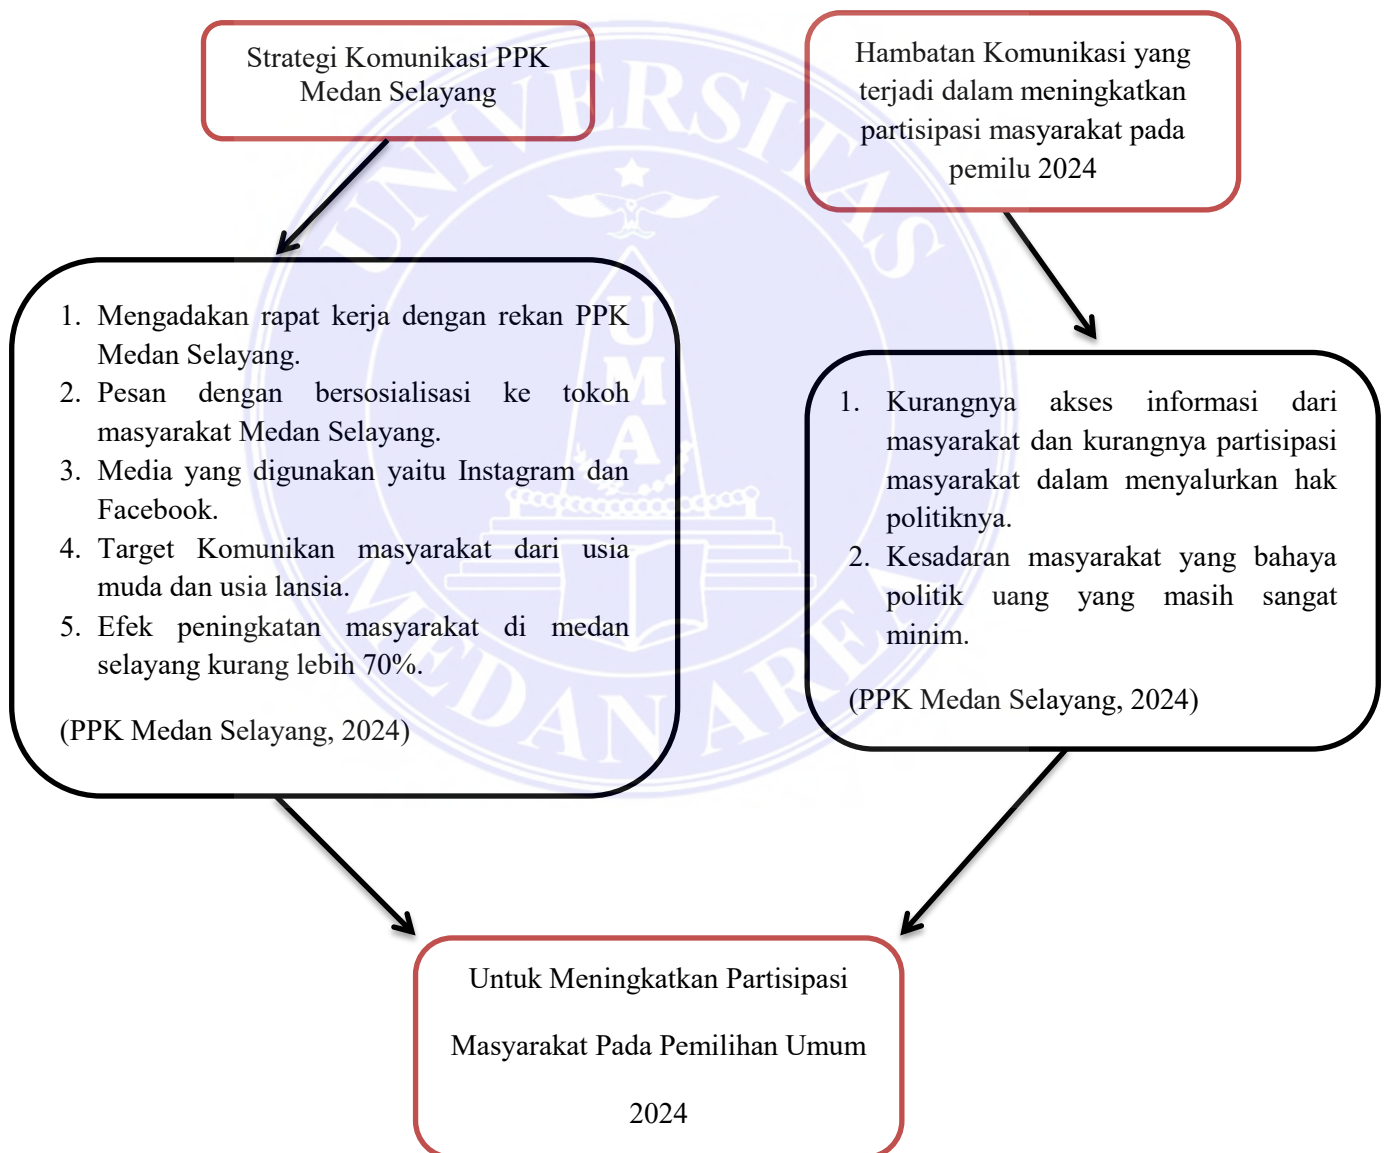 Strategi Komunikasi PPK
Medan Selayang
Hambatan Komunikasi yang
terjadi dalam meningkatkan
partisipasi masyarakat pada
pemilu 2024
1. Mengadakan rapat kerja dengan rekan PPK
Medan Selayang.
2. Pesan dengan bersosialisasi ke tokoh
masyarakat Medan Selayang.
3. Media yang digunakan yaitu Instagram dan
Facebook.
4. Target Komunikan masyarakat dari usia
muda dan usia lansia.
5. Efek peningkatan masyarakat di medan
selayang kurang lebih 70%.
(PPK Medan Selayang, 2024)
1. Kurangnya akses informasi dari
masyarakat dan kurangnya partisipasi
masyarakat dalam menyalurkan hak
politiknya.
2. Kesadaran masyarakat yang bahaya
politik uang yang masih sangat
minim.
(PPK Medan Selayang, 2024)
Untuk Meningkatkan Partisipasi
Masyarakat Pada Pemilihan Umum
2024
UNIVERSITAS
MEDAN AREA
UMA